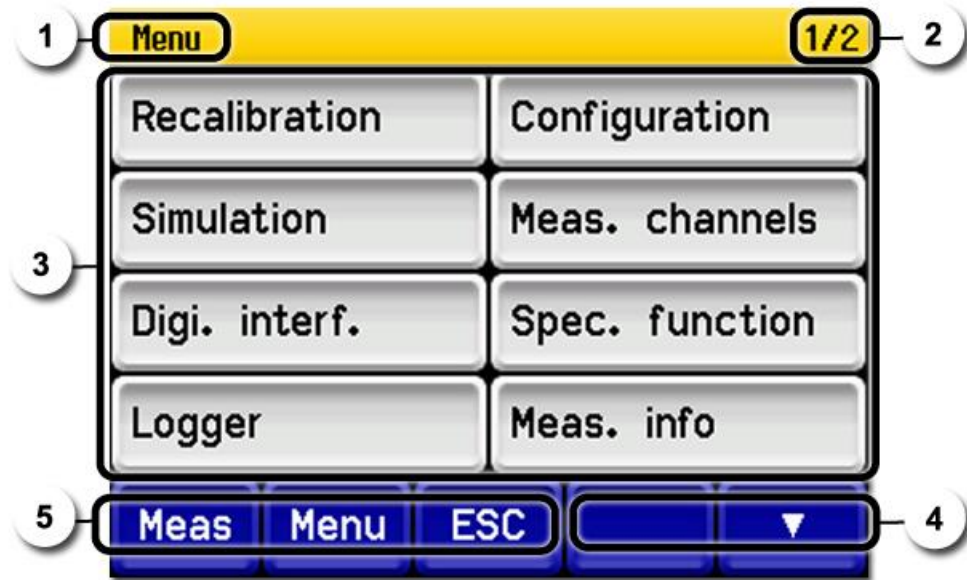 1 Menu 1/2 2
Recalibration Configuration
Simulation Meas. channels
3
Digi. interf. Spec. function
Logger Meas. info
5 Meas Menu ESC ▼ 4